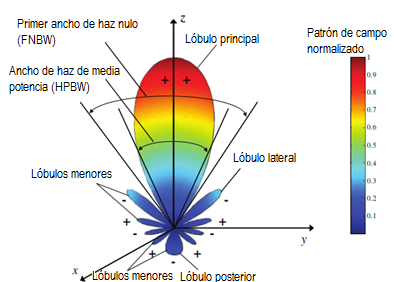 Primer ancho de haz nulo
(FNBW)
z
Lóbulo principal
Patrón de campo
normalizado
Ancho de haz de media
potencia (HPBW)
+ +
1
0.9
0.8
0.7
0.6
0.5
0.4
0.3
0.2
0.1
Lóbulo lateral
Lóbulos menores
- -
+ +
- -
+ +
-
y
x
Lóbulos menores
Lóbulo posterior